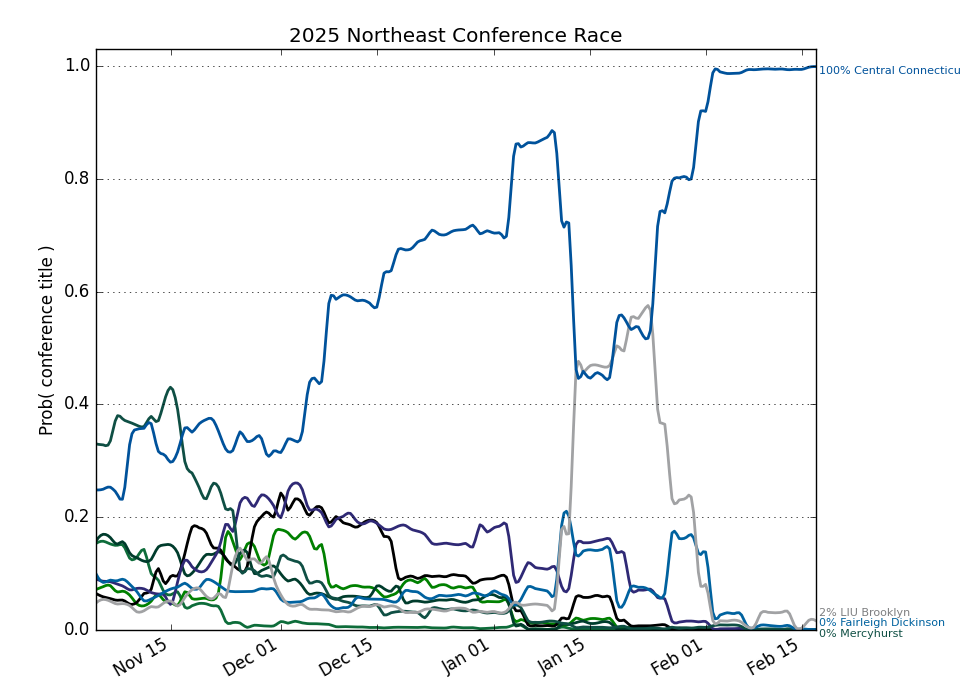 2025 Northeast Conference Race
1.0
0.8
0.6
0.4
0.2
0.0
Prob( conference title )
100% Central Connecticu
2% LIU Brooklyn
0% Fairleigh Dickinson
0% Mercyhurst
Nov 15
Dec 01
Dec 15
Jan 01
Jan 15
Feb 01
Feb 15